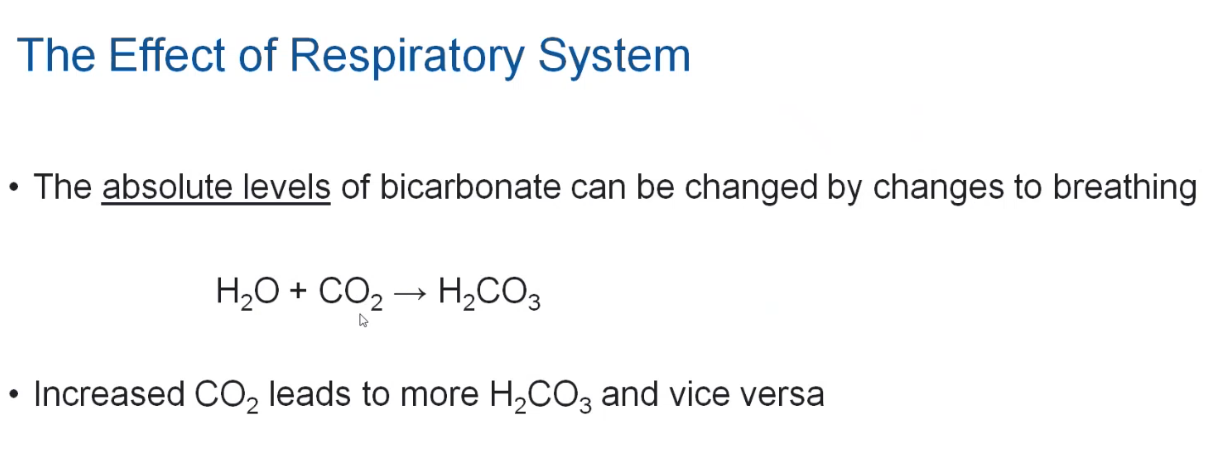 The Effect of Respiratory System
• The absolute levels of bicarbonate can be changed by changes to breathing
H₂O + CO₂ → H₂CO₃
• Increased CO₂ leads to more H₂CO₃ and vice versa